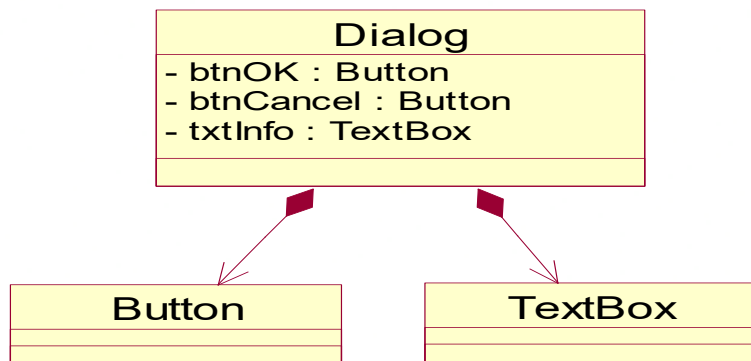 Dialog
- btnOK : Button
- btnCancel : Button
- txtInfo : TextBox
Button
TextBox